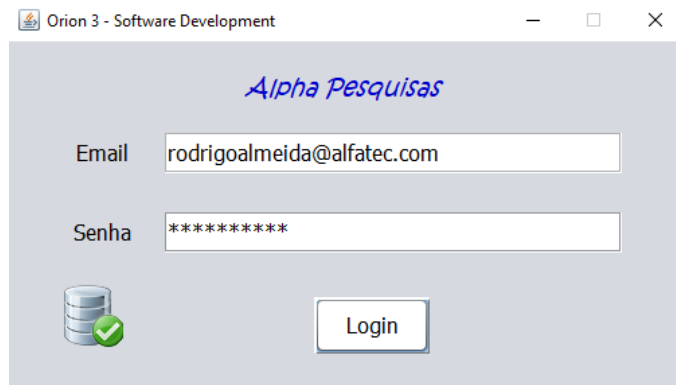 Orion 3 - Software Development
Alpha Pesquisas
Email rodrigoalmeida@alfatec.com
Senha **********
Login